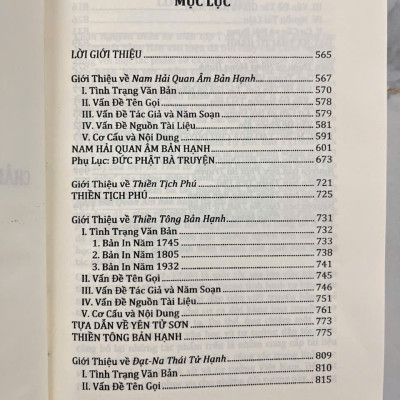 MỤC LỤC
LỜI GIỚI THIỆU 565
Giới Thiệu về Nam Hải Quan Âm Bản Hạnh 567
I. Tình Trạng Văn Bản 570
II. Vấn Đề Tên Gọi 578
III. Vấn Đề Tác Giả và Năm Soạn 579
IV. Vấn Đề Nguồn Tài Liệu 581
V. Cơ Cấu và Nội Dung 591
NAM HẢI QUAN ÂM BẢN HẠNH 601
Phụ Lục: ĐỨC PHẬT BÀ TRUYỆN 673
Giới Thiệu về Thiền Tịch Phú 721
THIỀN TỊCH PHÚ 725
Giới Thiệu về Thiền Tông Bản Hạnh 731
I. Tình Trạng Văn Bản 732
1. Bản In Năm 1745 733
2. Bản In Năm 1805 738
3. Bản In Năm 1932 741
II. Vấn Đề Tên Gọi 745
III. Vấn Đề Tác Giả và Năm Soạn 746
IV. Vấn Đề Nguồn Tài Liệu 751
V. Cơ Cấu và Nội Dung 761
TỰA DẪN VỀ YÊN TỬ SƠN 773
THIỀN TÔNG BẢN HẠNH 775
Giới Thiệu về Đạt-Na Thái Tử Hạnh 809
I. Tình Trạng Văn Bản 810
II. Vấn Đề Tên Gọi 815